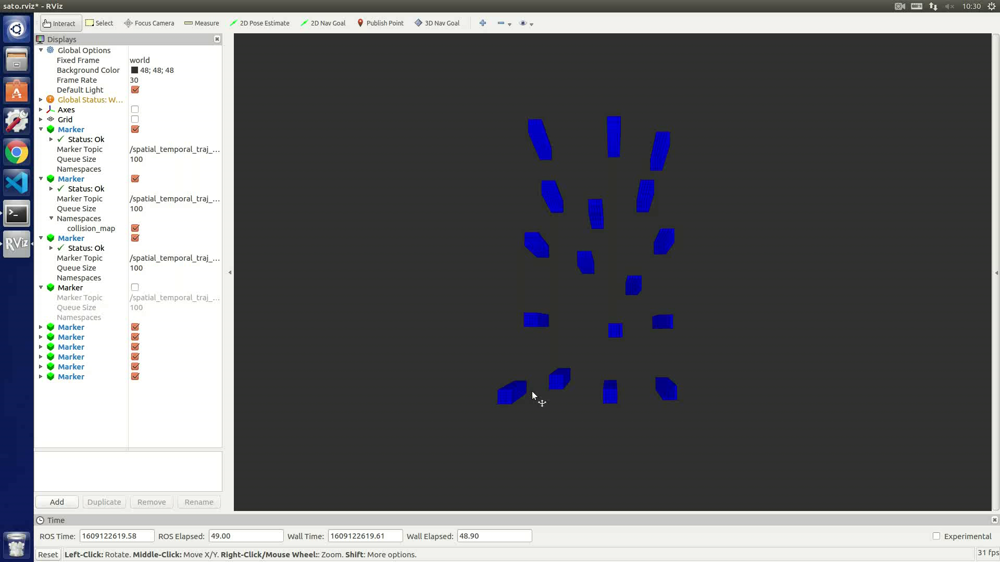 sato.rviz* - RViz
10:30
Interact
Select
Focus Camera
Measure
2D Pose Estimate
2D Nav Goal
Publish Point
3D Nav Goal
Displays
Global Options
Fixed Frame world
Background Color 48; 48; 48
Frame Rate 30
Default Light
Global Status: W...
Axes
Grid
Marker
Status: Ok
Marker Topic /spatial_temporal_traj_...
Queue Size 100
Namespaces
Marker
Status: Ok
Marker Topic /spatial_temporal_traj_...
Queue Size 100
Namespaces
collision_map
Marker
Status: Ok
Marker Topic /spatial_temporal_traj_...
Queue Size 100
Namespaces
Marker
Marker Topic /spatial_temporal_traj_...
Queue Size 100
Namespaces
Marker
Marker
Marker
Marker
Marker
Marker
RViz
Add
Duplicate
Remove
Rename
Time
ROS Time: 1609122619.58 ROS Elapsed: 49.00 Wall Time: 1609122619.61 Wall Elapsed: 48.90 Experimental
Reset Left-Click: Rotate. Middle-Click: Move X/Y. Right-Click/Mouse Wheel:: Zoom. Shift: More options. 31 fps